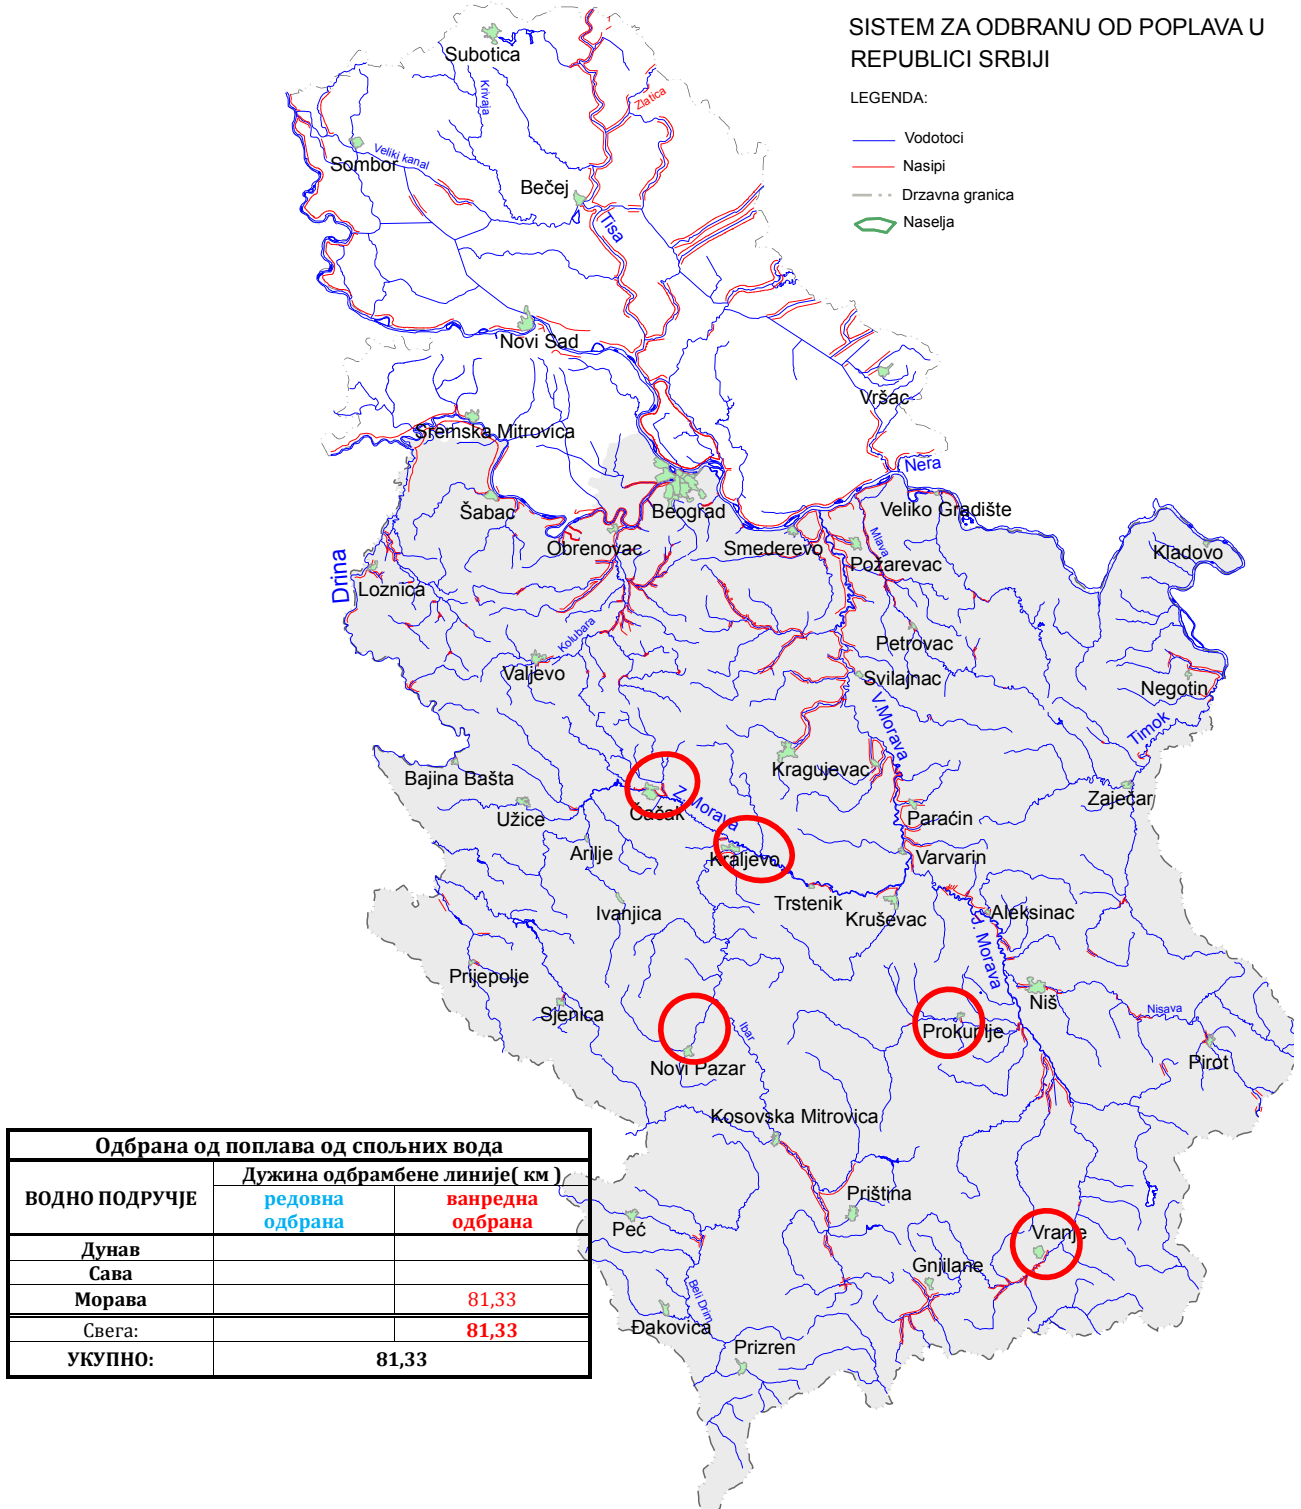 SISTEM ZA ODBRANU OD POPLAVA U
REPUBLICI SRBIJI
LEGENDA:
Vodotoci
Nasipi
Drzavna granica
Naselja
Subotica
Krivaja
Zlatica
Sombor
Veliki kanal
Bečej
Tisa
Novi Sad
Vršac
Sremska Mitrovica
Nera
Šabac
Beograd
Veliko Gradište
Obrenovac
Smederevo
Mlava
Požarevac
Kladovo
Drina
Loznica
Kolubara
Petrovac
Valjevo
Svilajnac
Negotin
V.Morava
Timok
Bajina Bašta
Kragujevac
Zaječar
Užice
Čačak
Z. Morava
Paraćin
Arilje
Kraljevo
Varvarin
Trstenik
Ivanjica
Kruševac
Aleksinac
J. Morava
Prijepolje
Sjenica
Niš
Nisava
Ibar
Prokuplje
Pirot
Novi Pazar
Kosovska Mitrovica
Priština
Peć
Vranje
Gnjilane
Beli Drim
Đakovica
Prizren
Одбрана од поплава од спољних вода
ВОДНО ПОДРУЧЈЕ
Дужина одбрамбене линије( км )
редовна
одбрана
ванредна
одбрана
Дунав
Сава
Морава 81,33
Свега: 81,33
УКУПНО: 81,33